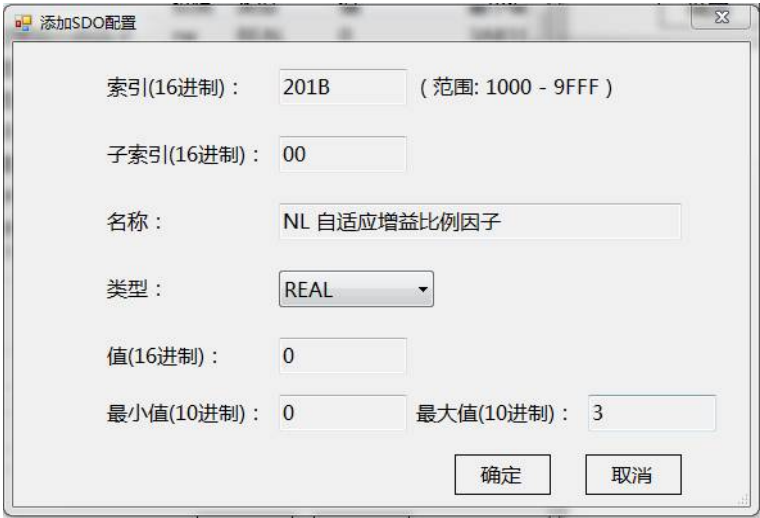 添加SDO配置
索引(16进制)： 201B (范围: 1000 - 9FFF )
子索引(16进制)： 00
名称： NL 自适应增益比例因子
类型： REAL
值(16进制)： 0
最小值(10进制)： 0 最大值(10进制)： 3
确定 取消